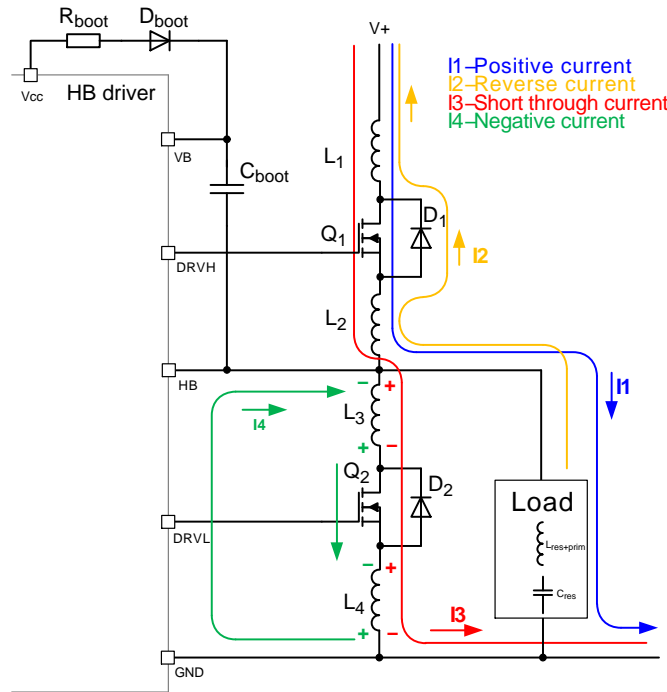 Rboot Dboot
Vcc
HB driver
V+
I1–Positive current
I2–Reverse current
I3–Short through current
I4–Negative current
VB
Cboot
L1
D1
Q1
I2
DRVH
L2
HB
– +
I1
I4
L3
+ –
Q2
D2
Load
Lres+prim
DRVL
– +
Cres
L4
I3
+ –
GND